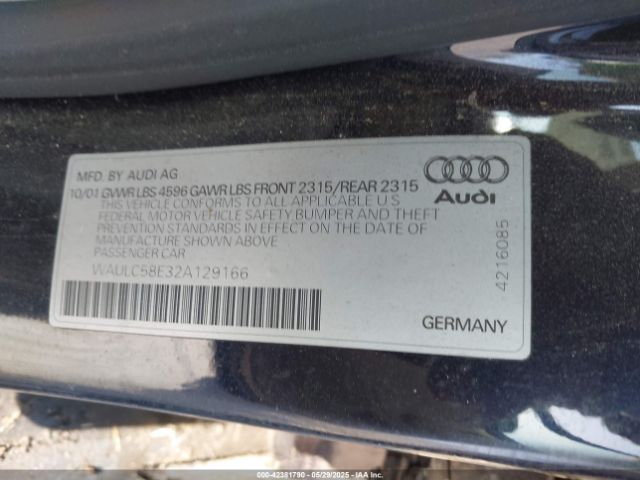 MFD. BY AUDI AG
10/01 GVWR LBS 4596 GAWR LBS FRONT 2315/REAR 2315
THIS VEHICLE CONFORMS TO ALL APPLICABLE U S
FEDERAL MOTOR VEHICLE SAFETY BUMPER AND THEFT
PREVENTION STANDARDS IN EFFECT ON THE DATE OF
MANUFACTURE SHOWN ABOVE
PASSENGER CAR
WAULC58E32A129166
Audi
4216085
GERMANY
000-42381790 - 05/29/2025 - IAAI.COM